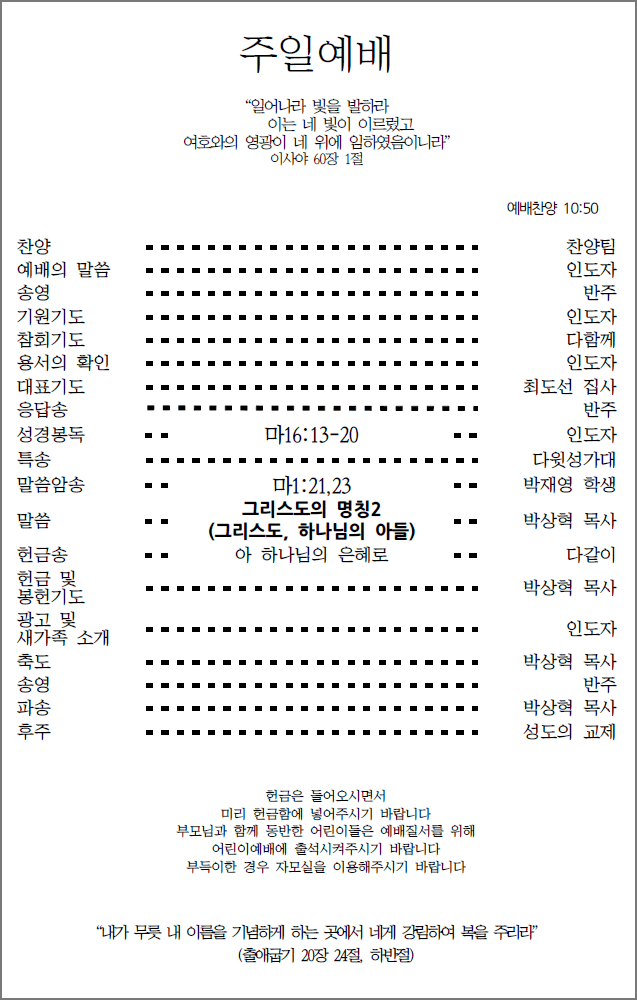 주일예배
“일어나라 빛을 발하라
이는 네 빛이 이르렀고
여호와의 영광이 네 위에 임하였음이니라”
이사야 60장 1절
예배찬양 10:50
찬양 찬양팀
예배의 말씀 인도자
송영 반주
기원기도 인도자
참회기도 다함께
용서의 확인 인도자
대표기도 최도선 집사
응답송 반주
성경봉독 마16:13-20 인도자
특송 다윗성가대
말씀암송 마1:21,23 박재영 학생
말씀 그리스도의 명칭2 박상혁 목사
(그리스도, 하나님의 아들)
헌금송 아 하나님의 은혜로 다같이
헌금 및
봉헌기도 박상혁 목사
광고 및
새가족 소개 인도자
축도 박상혁 목사
송영 반주
파송 박상혁 목사
후주 성도의 교제
헌금은 들어오시면서
미리 헌금함에 넣어주시기 바랍니다
부모님과 함께 동반한 어린이들은 예배질서를 위해
어린이예배에 출석시켜주시기 바랍니다
부득이한 경우 자모실을 이용해주시기 바랍니다
“내가 무릇 내 이름을 기념하게 하는 곳에서 네게 강림하여 복을 주리라”
(출애굽기 20장 24절, 하반절)